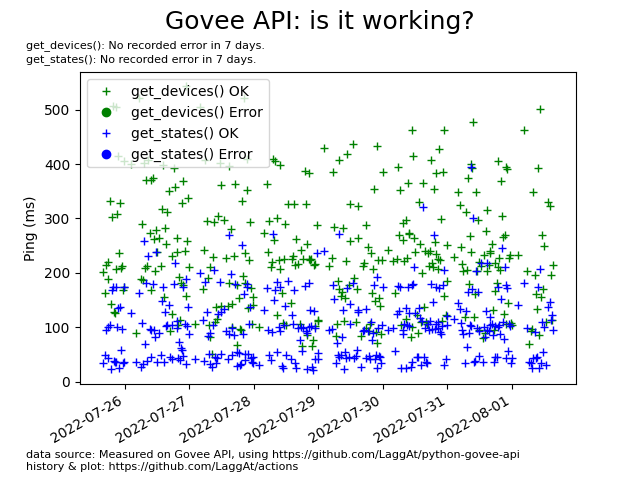 Govee API: is it working?
get_devices(): No recorded error in 7 days.
get_states(): No recorded error in 7 days.
get_devices() OK
get_devices() Error
get_states() OK
get_states() Error
Ping (ms)
500
400
300
200
100
0
2022-07-26
2022-07-27
2022-07-28
2022-07-29
2022-07-30
2022-07-31
2022-08-01
data source: Measured on Govee API, using https://github.com/LaggAt/python-govee-api
history & plot: https://github.com/LaggAt/actions